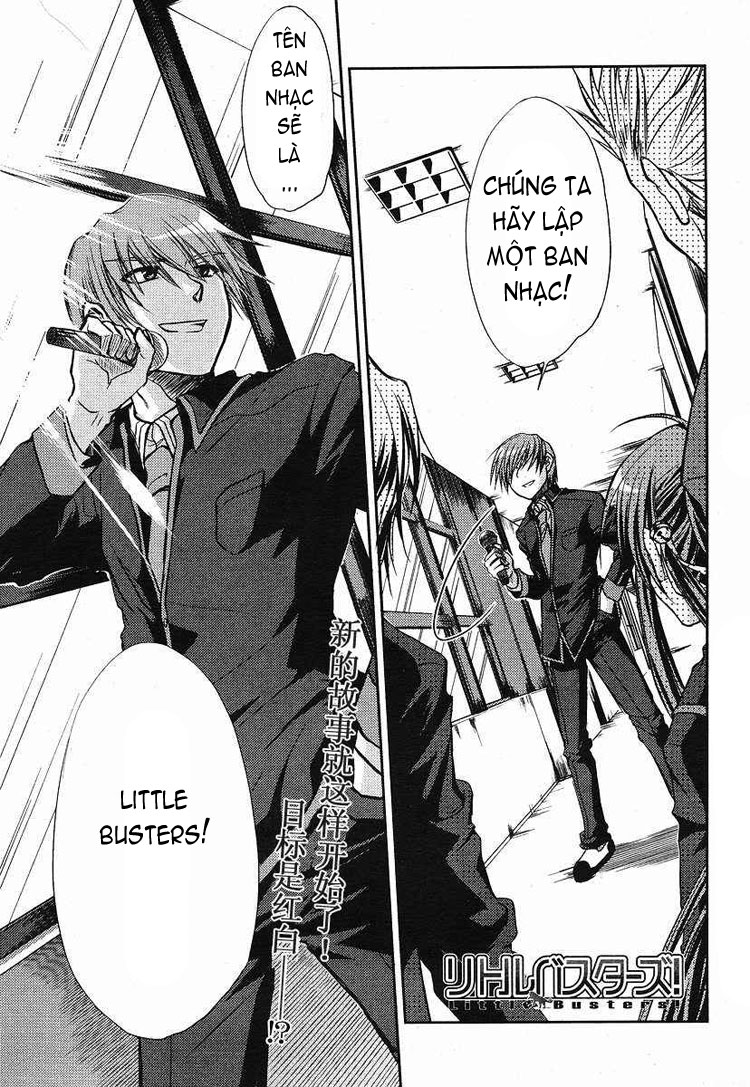 CHÚNG TA
HÃY LẬP
MỘT BAN
NHẠC!
TÊN
BAN
NHẠC
SẼ
LÀ
...
LITTLE
BUSTERS!
新的故事就这样开始了！
目标是红白——!?
リトルバスターズ！
Little Busters!